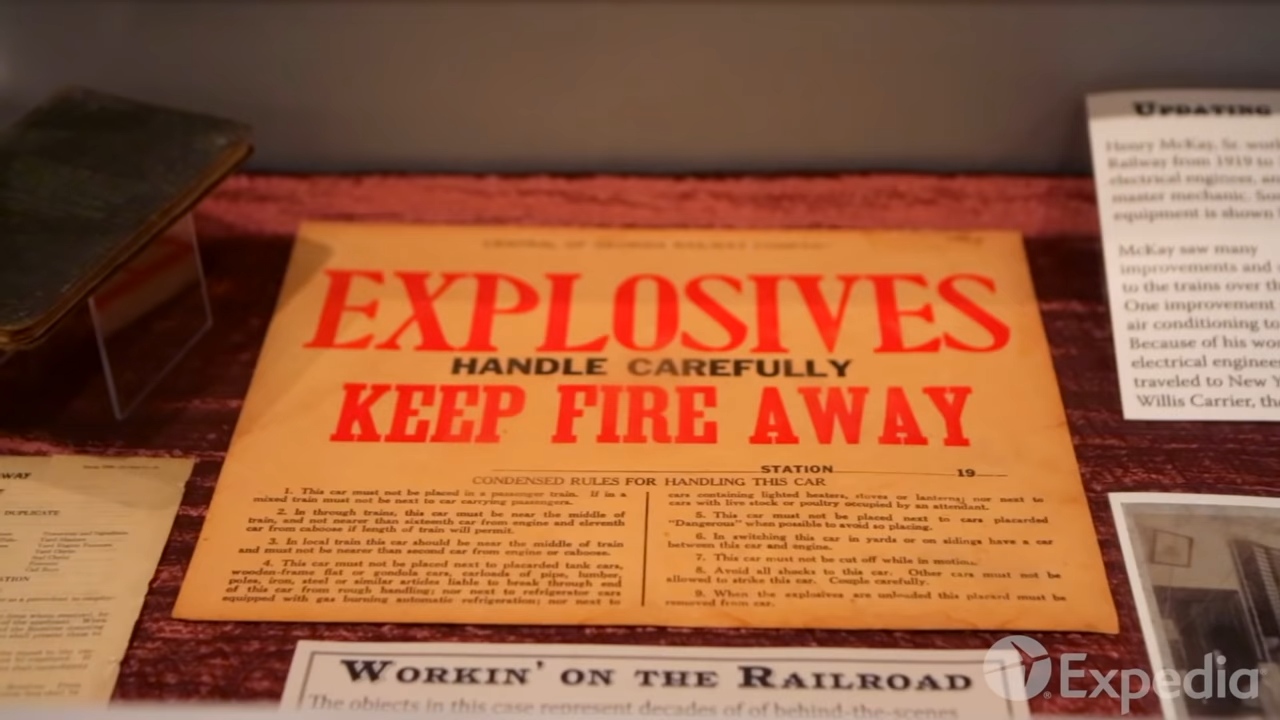 CENTRAL OF GEORGIA RAILWAY COMPANY
EXPLOSIVES
HANDLE CAREFULLY
KEEP FIRE AWAY
STATION 19
CONDENSED RULES FOR HANDLING THIS CAR
1. This car must not be placed in a passenger train. If in a
mixed train must not be next to car carrying passengers.
2. In through trains, this car must be near the middle of
train, and not nearer than sixteenth car from engine and eleventh
car from caboose if length of train will permit.
3. In local train this car should be near the middle of train
and must not be nearer than second car from engine or caboose.
4. This car must not be placed next to placarded tank cars,
wooden-frame flat or gondola cars, carloads of pipe, lumber,
poles, iron, steel or similar articles liable to break through end
of this car from rough handling; nor next to refrigerator cars
equipped with gas burning automatic refrigeration; nor next to
cars containing lighted heaters, stoves or lanterns; nor next to
cars with live stock or poultry occupied by an attendant.
5. This car must not be placed next to cars placarded
"Dangerous" when possible to avoid so placing.
6. In switching this car in yards or on sidings have a car
between this car and engine.
7. This car must not be cut off while in motion.
8. Avoid all shocks to this car. Other cars must not be
allowed to strike this car. Couple carefully.
9. When the explosives are unloaded this placard must be
removed from car.
UPDATING
Henry McKay, Sr. wor
Railway from 1919 to
electrical engineer, an
master mechanic. So
equipment is shown
McKay saw many
improvements and
to the trains over th
One improvement
air conditioning to
Because of his wo
electrical enginee
traveled to New Y
Willis Carrier, th
WAY
DUPLICATE
WORKIN' ON THE RAILROAD
The objects in this case represent decades of of behind-the-scenes
Expedia